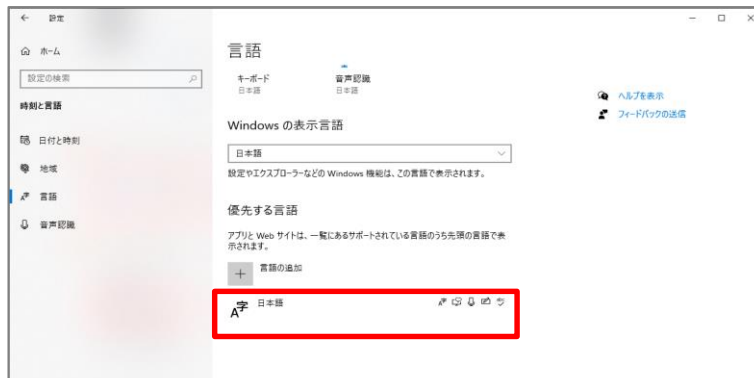 設定
ホーム
設定の検索
時刻と言語
日付と時刻
地域
言語
音声認識
言語
キーボード
日本語
音声認識
日本語
Windows の表示言語
日本語
設定やエクスプローラーなどの Windows 機能は、この言語で表示されます。
優先する言語
アプリと Web サイトは、一覧にあるサポートされている言語のうち先頭の言語で表
示されます。
言語の追加
A字 日本語
ヘルプを表示
フィードバックの送信